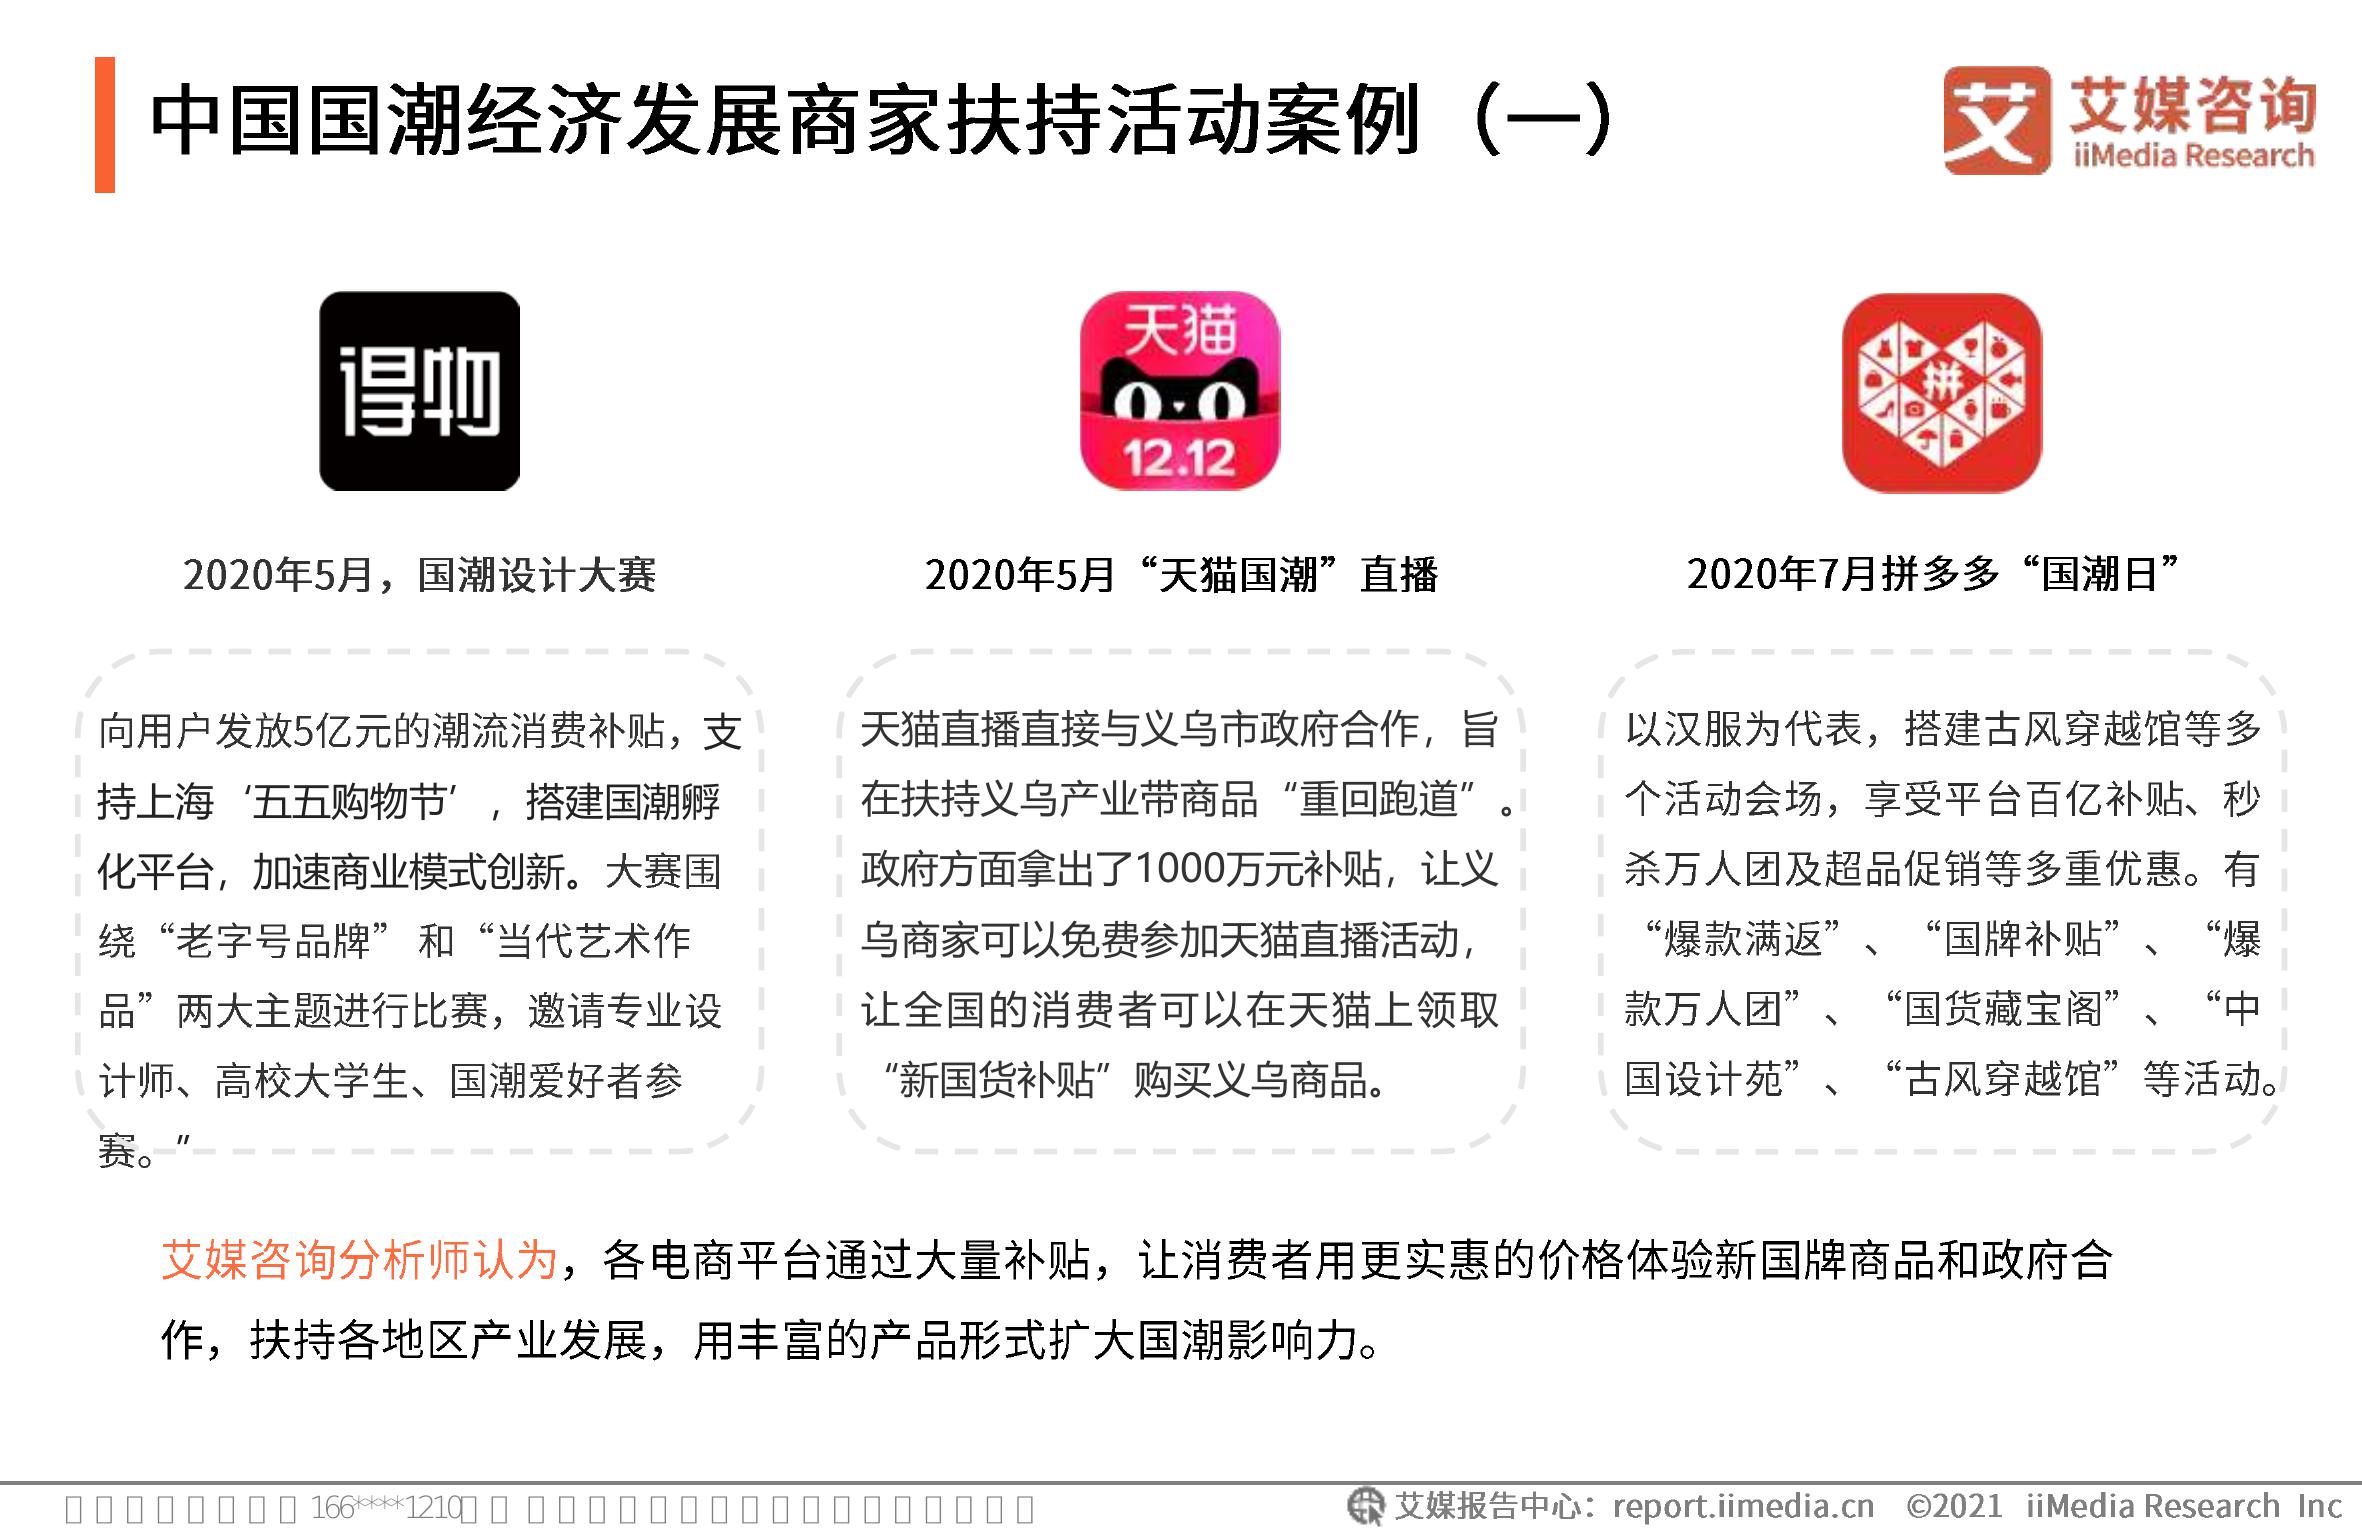 中国国潮经济发展商家扶持活动案例（一）
艾 艾媒咨询
iiMedia Research
得物
天猫
12.12
拼
2020年5月，国潮设计大赛
2020年5月“天猫国潮”直播
2020年7月拼多多“国潮日”
向用户发放5亿元的潮流消费补贴，支
持上海‘五五购物节’，搭建国潮孵
化平台，加速商业模式创新。大赛围
绕“老字号品牌” 和“当代艺术作
品”两大主题进行比赛，邀请专业设
计师、高校大学生、国潮爱好者参
赛。”
天猫直播直接与义乌市政府合作，旨
在扶持义乌产业带商品“重回跑道”。
政府方面拿出了1000万元补贴，让义
乌商家可以免费参加天猫直播活动，
让全国的消费者可以在天猫上领取
“新国货补贴”购买义乌商品。
以汉服为代表，搭建古风穿越馆等多
个活动会场，享受平台百亿补贴、秒
杀万人团及超品促销等多重优惠。有
“爆款满返”、“国牌补贴”、“爆
款万人团”、“国货藏宝阁”、“中
国设计苑”、“古风穿越馆”等活动。
艾媒咨询分析师认为，各电商平台通过大量补贴，让消费者用更实惠的价格体验新国牌商品和政府合
作，扶持各地区产业发展，用丰富的产品形式扩大国潮影响力。
166****1210
艾媒报告中心：report.iimedia.cn ©2021 iiMedia Research Inc